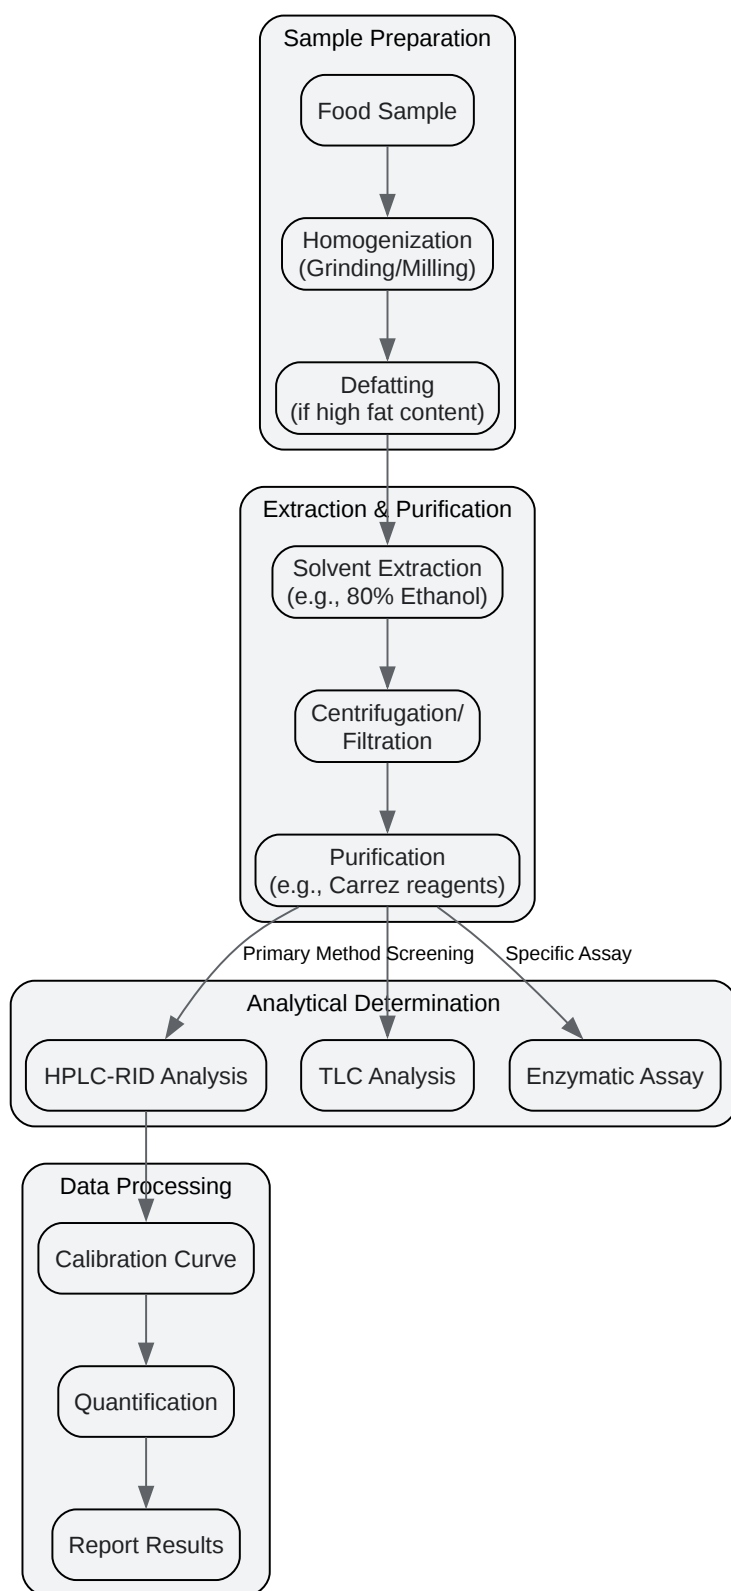 Sample Preparation
Food Sample
Homogenization
(Grinding/Milling)
Defatting
(if high fat content)
Extraction & Purification
Solvent Extraction
(e.g., 80% Ethanol)
Centrifugation/
Filtration
Purification
(e.g., Carrez reagents)
Primary Method
Screening
Specific Assay
Analytical Determination
HPLC-RID Analysis
TLC Analysis
Enzymatic Assay
Data Processing
Calibration Curve
Quantification
Report Results